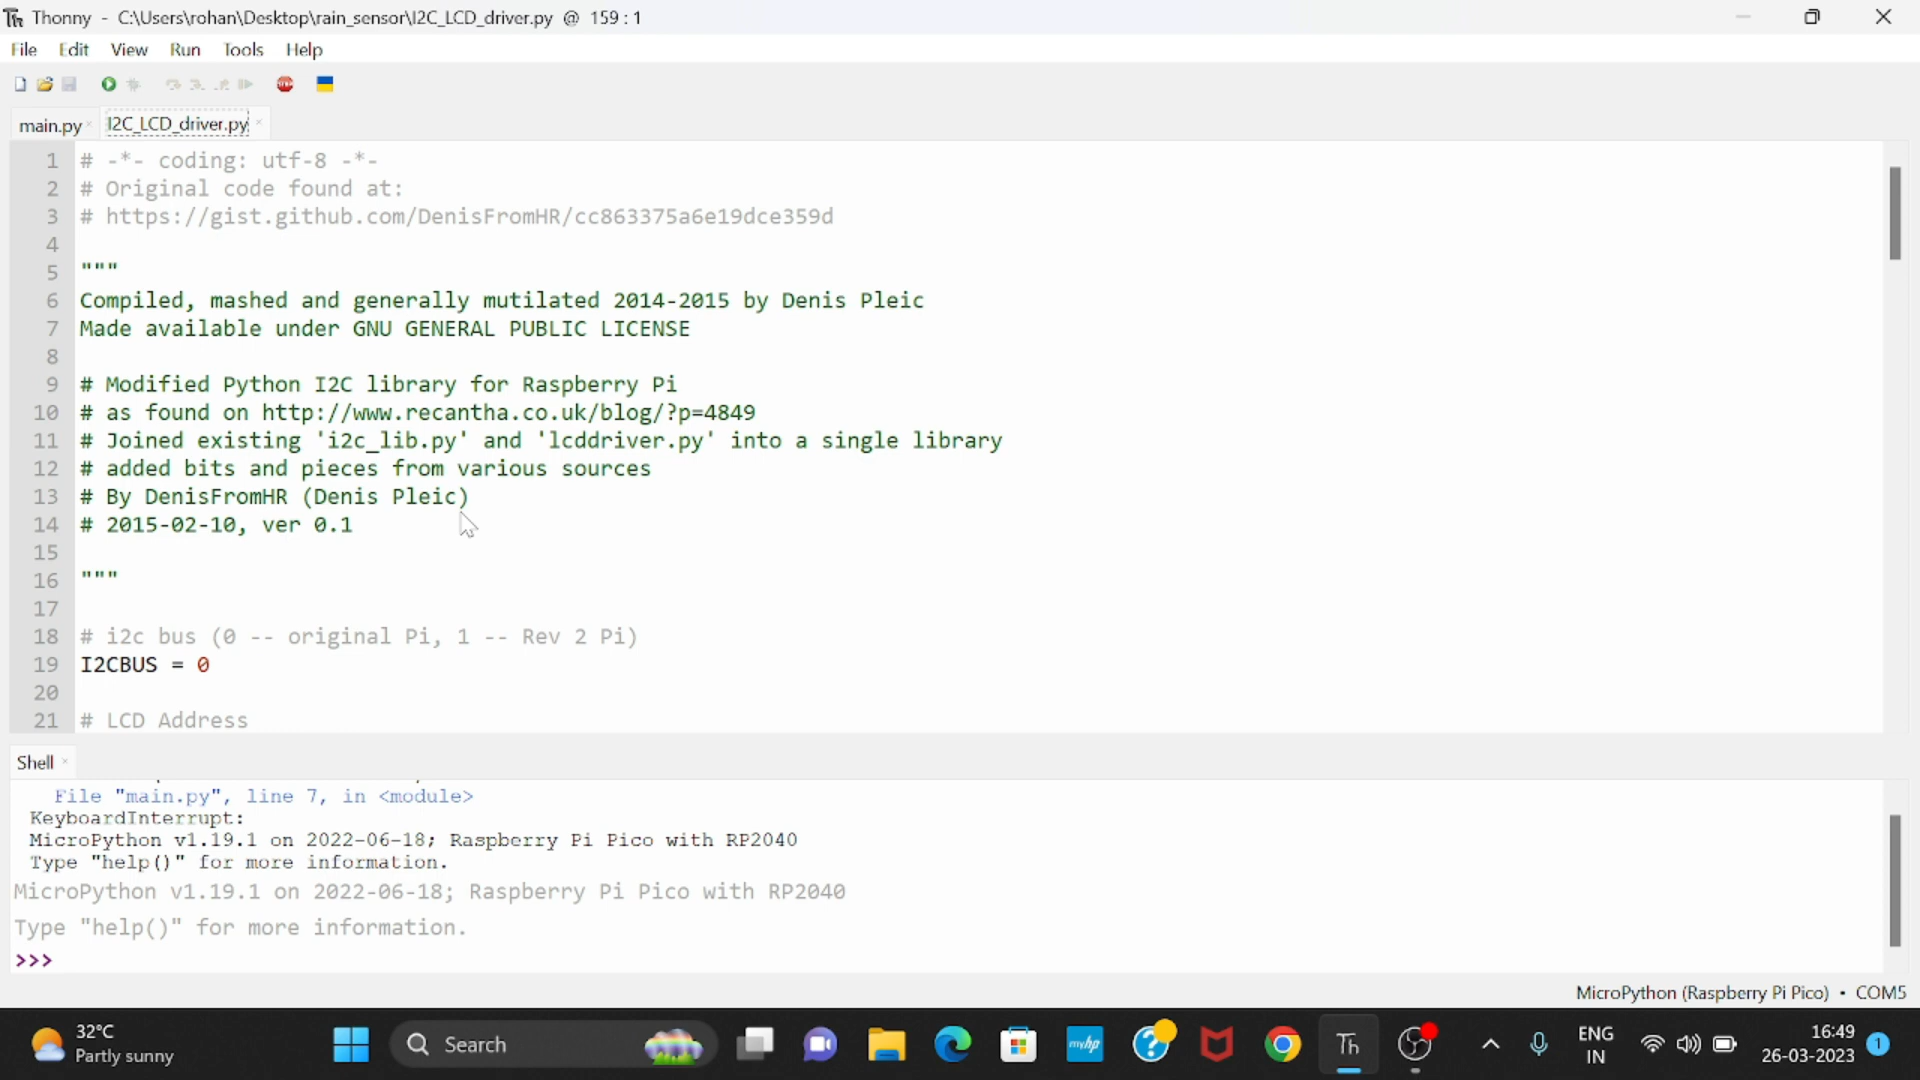 Thonny - C:\Users\rohan\Desktop\rain_sensor\I2C_LCD_driver.py @ 159 : 1
File Edit View Run Tools Help
main.py × I2C_LCD_driver.py ×
1 # -*- coding: utf-8 -*-
2 # Original code found at:
3 # https://gist.github.com/DenisFromHR/cc863375a6e19dce359d
4
5 """
6 Compiled, mashed and generally mutilated 2014-2015 by Denis Pleic
7 Made available under GNU GENERAL PUBLIC LICENSE
8
9 # Modified Python I2C library for Raspberry Pi
10 # as found on http://www.recantha.co.uk/blog/?p=4849
11 # Joined existing 'i2c_lib.py' and 'lcddriver.py' into a single library
12 # added bits and pieces from various sources
13 # By DenisFromHR (Denis Pleic)
14 # 2015-02-10, ver 0.1
15
16 """
17
18 # i2c bus (0 -- original Pi, 1 -- Rev 2 Pi)
19 I2CBUS = 0
20
21 # LCD Address
Shell ×
File "main.py", line 7, in <module>
KeyboardInterrupt:
MicroPython v1.19.1 on 2022-06-18; Raspberry Pi Pico with RP2040
Type "help()" for more information.
MicroPython v1.19.1 on 2022-06-18; Raspberry Pi Pico with RP2040
Type "help()" for more information.
>>>
MicroPython (Raspberry Pi Pico) • COM5
32°C
Partly sunny
Search
myhp
Th
ENG
IN
16:49
26-03-2023
1